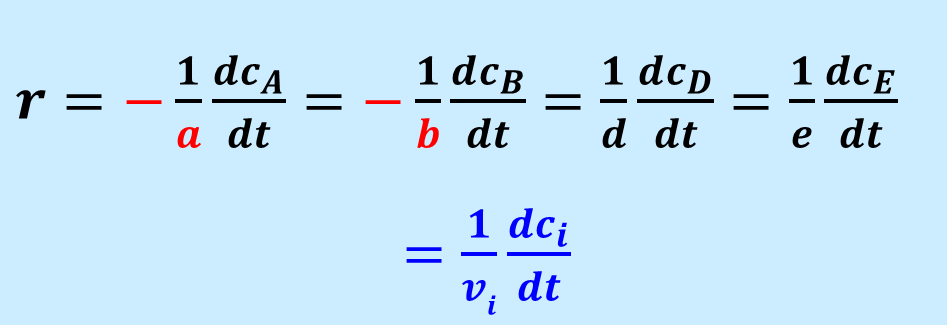 r = − 1/a dc_A/dt = − 1/b dc_B/dt = 1/d dc_D/dt = 1/e dc_E/dt
= 1/v_i dc_i/dt